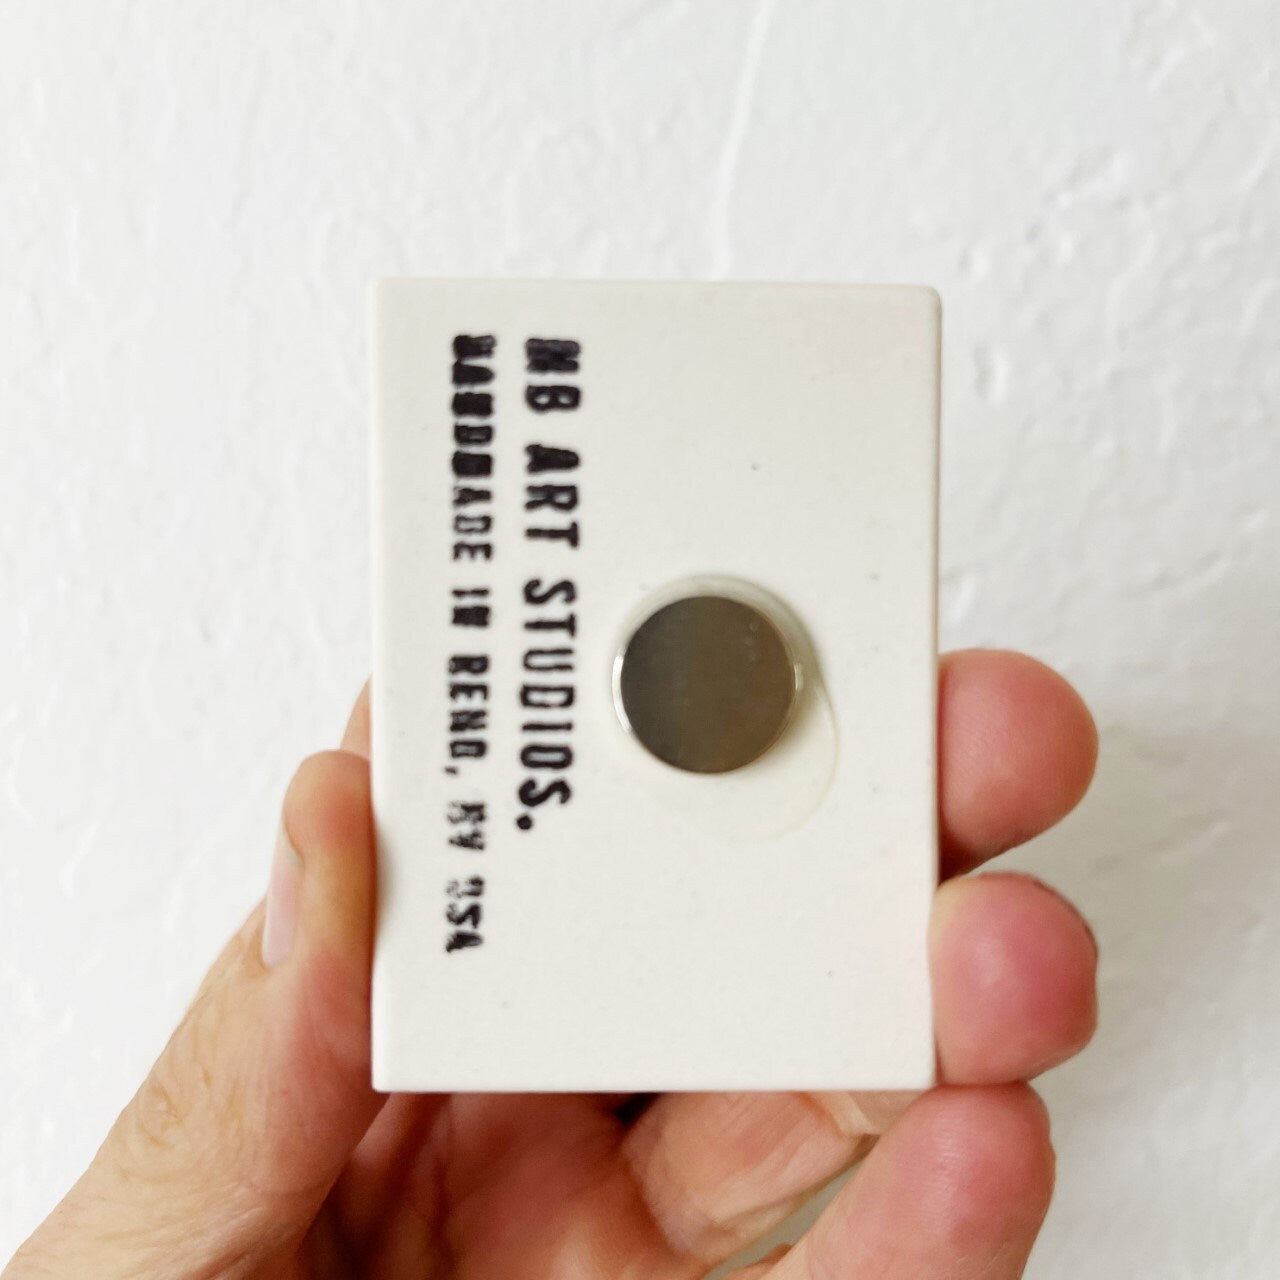 MB ART STUDIOS.
HANDMADE IN RENO, NV USA